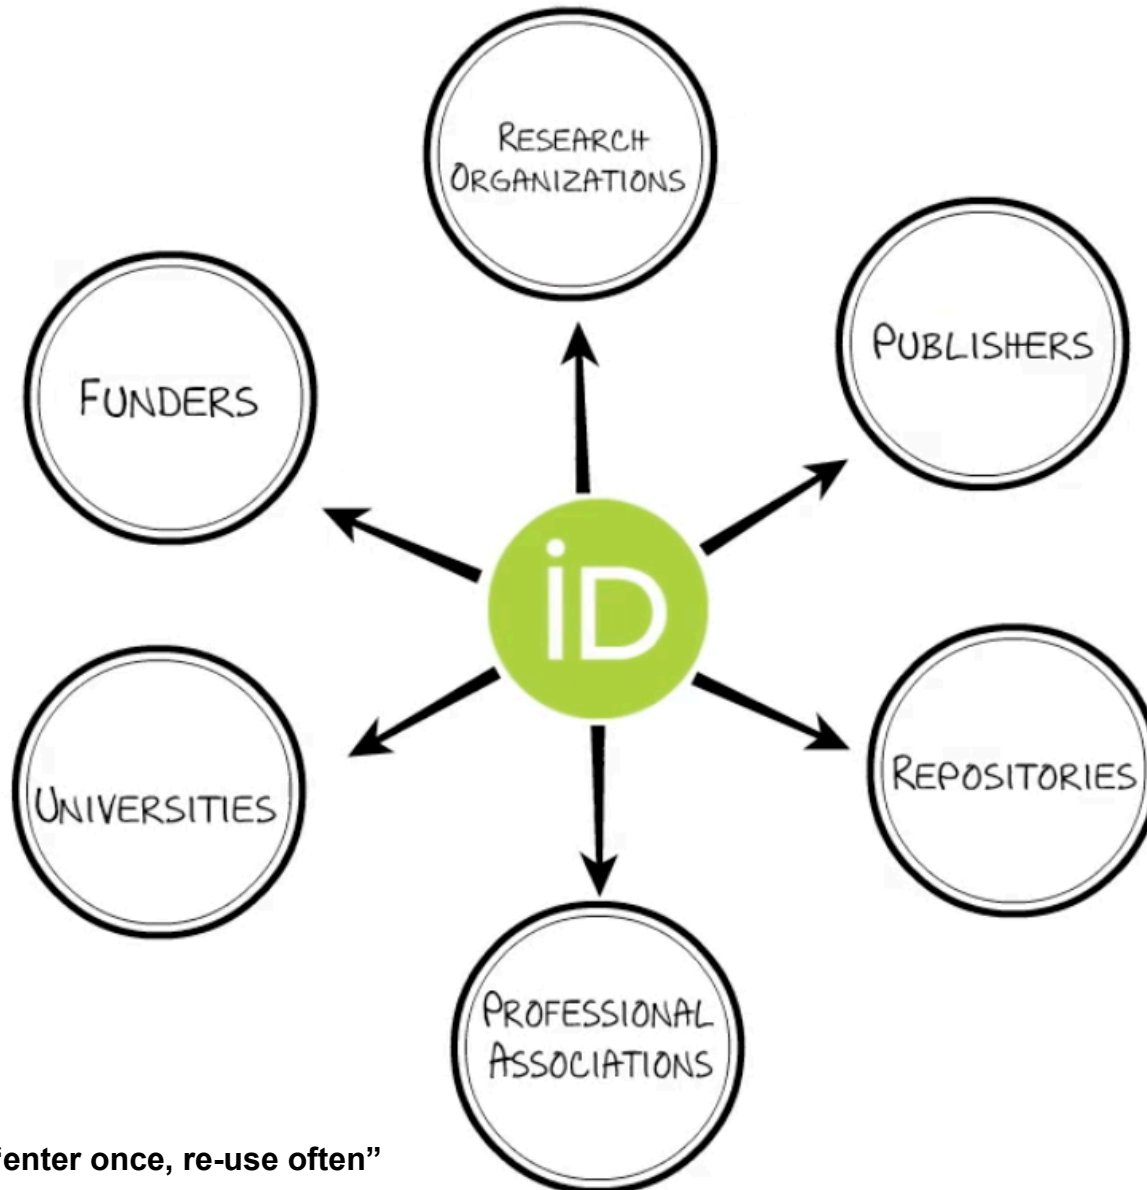 RESEARCH
ORGANIZATIONS
PUBLISHERS
FUNDERS
iD
REPOSITORIES
UNIVERSITIES
PROFESSIONAL
ASSOCIATIONS
“enter once, re-use often”